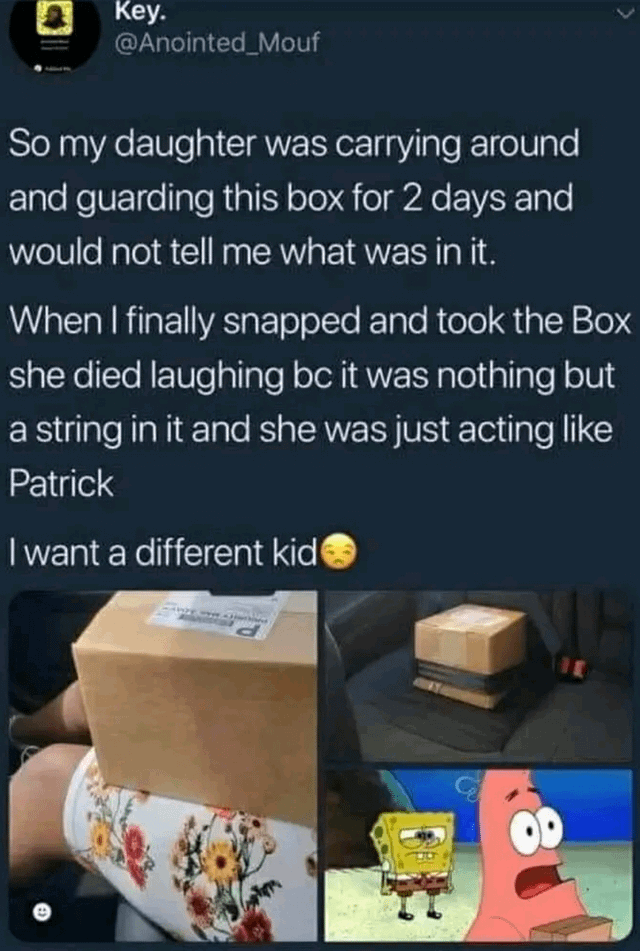 Key.
@Anointed_Mouf
So my daughter was carrying around
and guarding this box for 2 days and
would not tell me what was in it.
When I finally snapped and took the Box
she died laughing bc it was nothing but
a string in it and she was just acting like
Patrick
I want a different kid😒
P